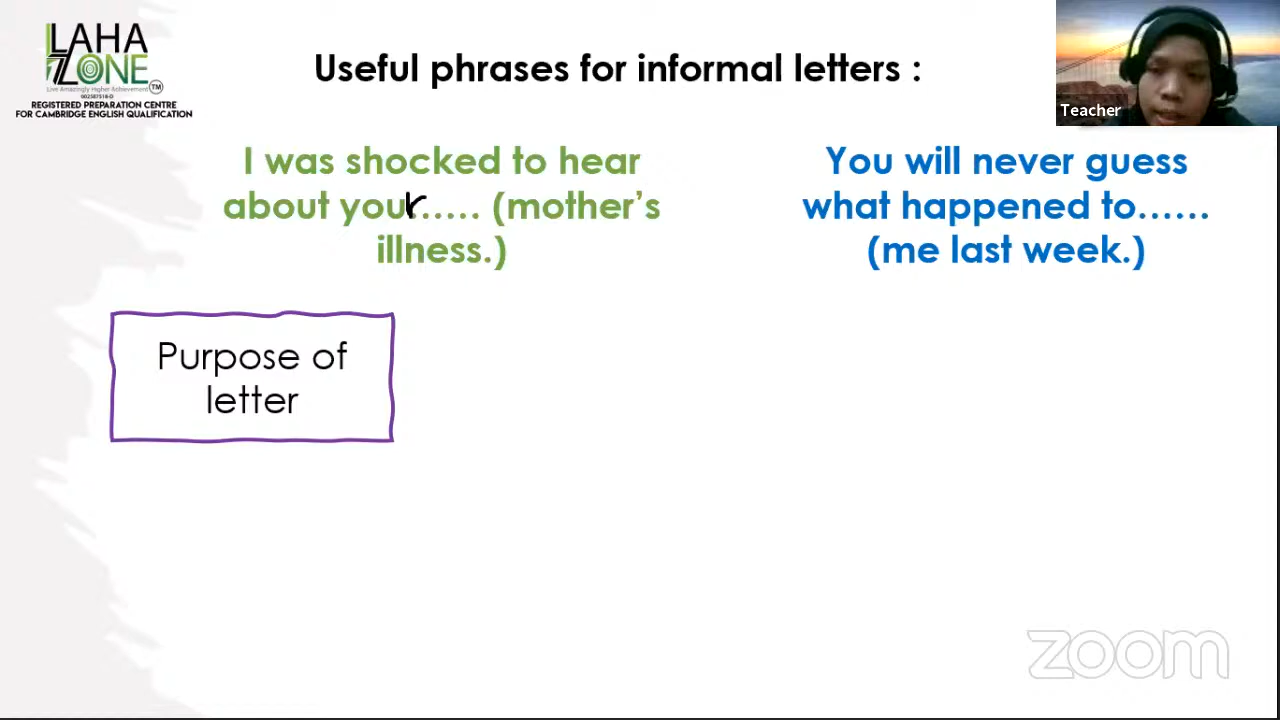 LAHA
ZONE
Live Amazingly Higher Achievement TM
REGISTERED PREPARATION CENTRE
FOR CAMBRIDGE ENGLISH QUALIFICATION
Useful phrases for informal letters :
Teacher
I was shocked to hear
about your..... (mother's
illness.)
You will never guess
what happened to......
(me last week.)
Purpose of
letter
zoom